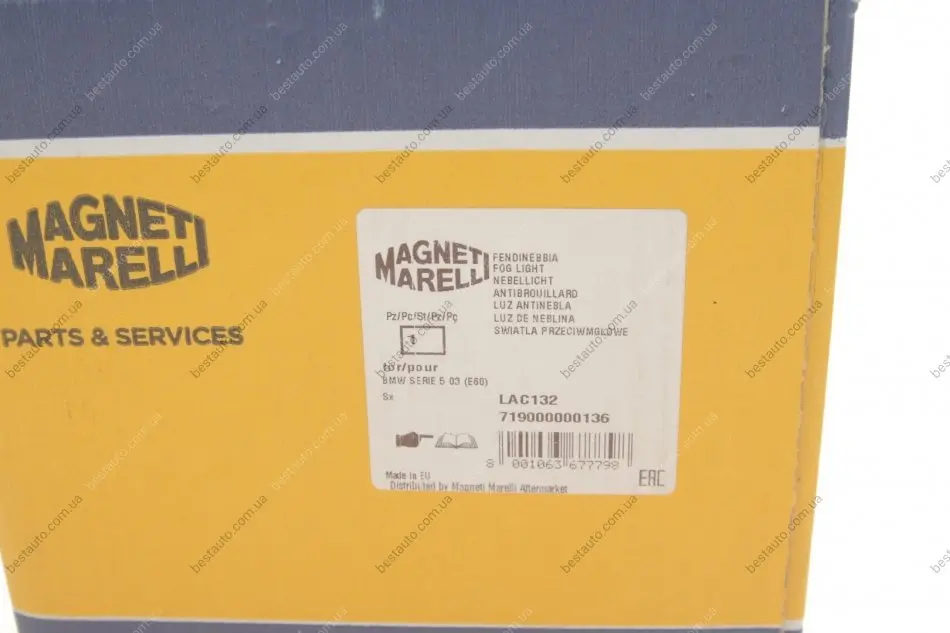 MAGNETI
MARELLI
PARTS & SERVICES
MAGNETI
MARELLI
FENDINEBBIA
FOG LIGHT
NEBELLICHT
ANTIBROUILLARD
LUZ ANTINEBLA
LUZ DE NEBLINA
SWIATLA PRZECIWMGLOWE
Pz/Pc/St/Pz/Pç
1
for/pour
BMW SERIE 5 03 (E60)
Sx
LAC132
719000000136
8 001063 677798
Made in EU
Distributed by Magneti Marelli Aftermarket
EAC
bestauto.com.ua